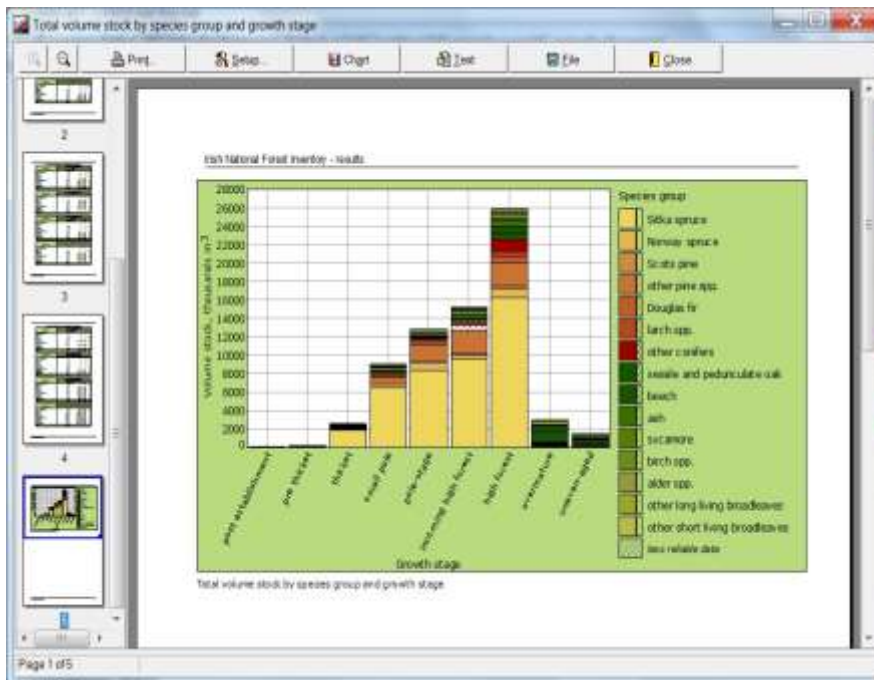 Total volume stock by species group and growth stage
Print...
Setup...
Chart
Text
File
Close
2
3
4
5
Irish National Forest Inventory - results
Volume stock, thousands m3
28000
26000
24000
22000
20000
18000
16000
14000
12000
10000
8000
6000
4000
2000
0
post establishment
pre thicket
thicket
small pole
pole-stage
maturing high forest
high forest
overmature
uneven-aged
Growth stage
Species group
Sitka spruce
Norway spruce
Scots pine
other pine spp.
Douglas fir
larch spp.
other conifers
sessile and pedunculate oak
beech
ash
sycamore
birch spp.
alder spp.
other long living broadleaves
other short living broadleaves
less reliable data
Total volume stock by species group and growth stage
Page 1 of 5